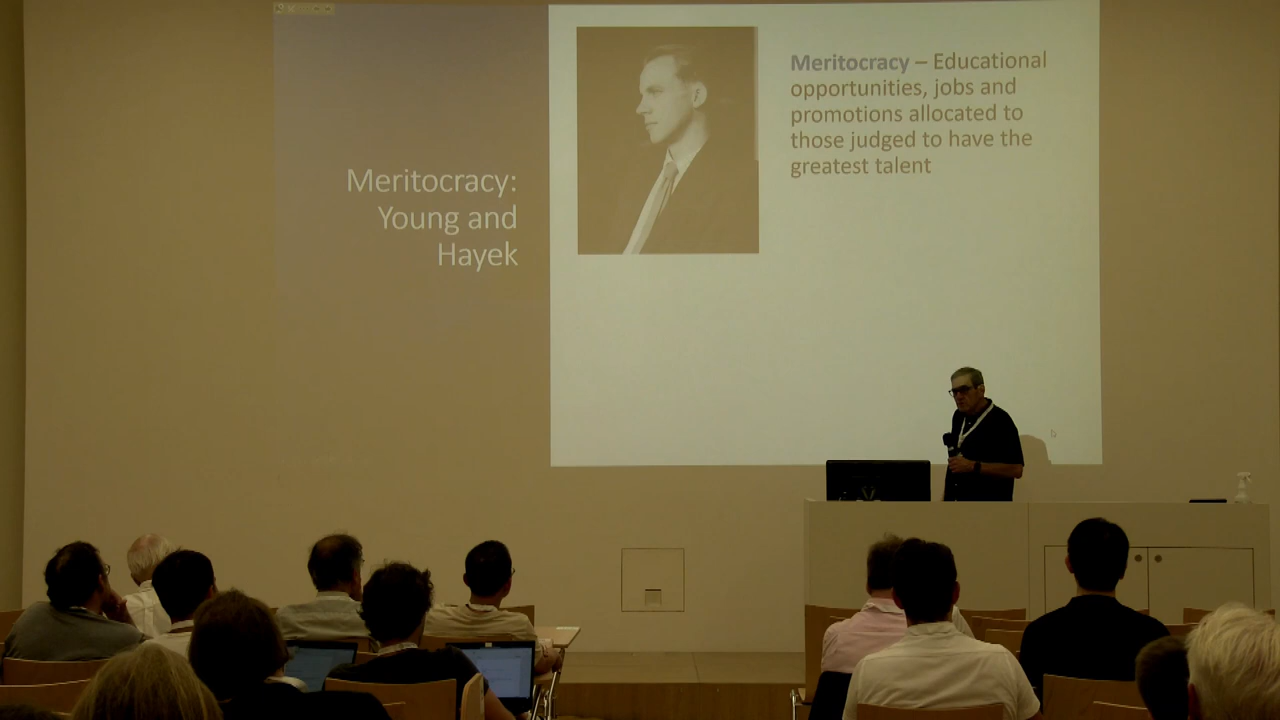 Meritocracy:
Young and
Hayek
Meritocracy – Educational
opportunities, jobs and
promotions allocated to
those judged to have the
greatest talent